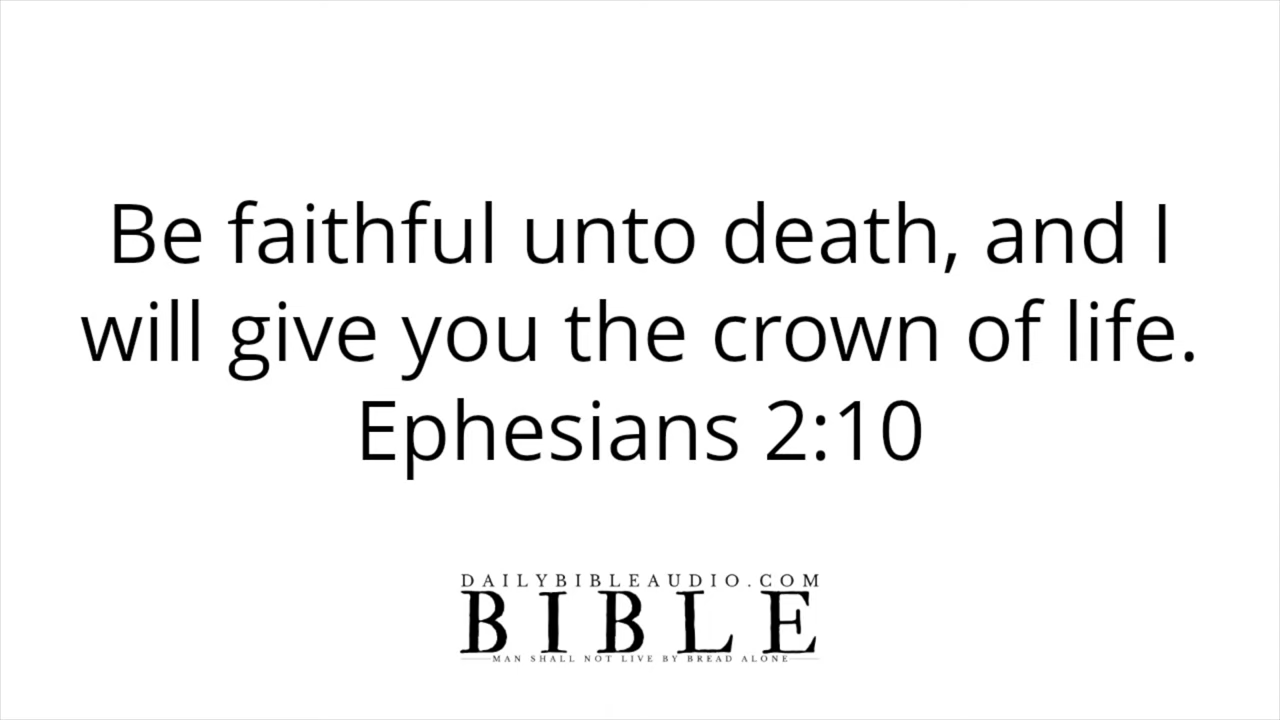 Be faithful unto death, and I
will give you the crown of life.
Ephesians 2:10
DAILYBIBLEAUDIO.COM
BIBLE
MAN SHALL NOT LIVE BY BREAD ALONE